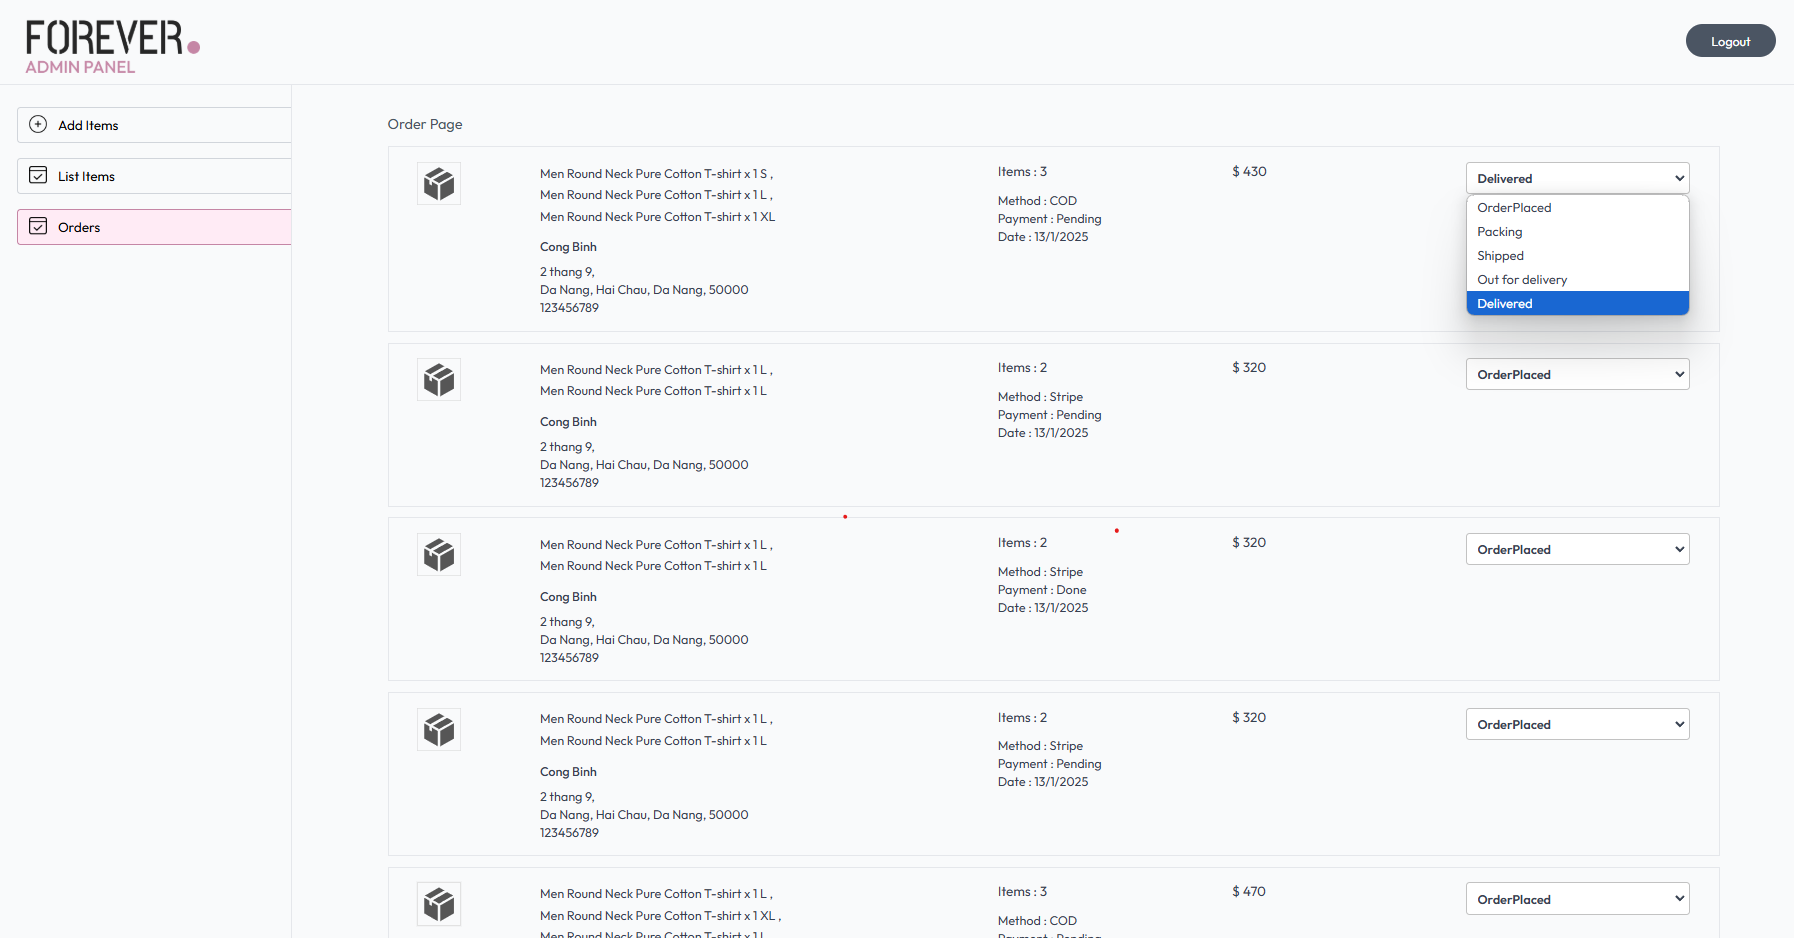 FOREVER.
ADMIN PANEL
Logout
Add Items
List Items
Orders
Order Page
Men Round Neck Pure Cotton T-shirt x 1 S ,
Men Round Neck Pure Cotton T-shirt x 1 L ,
Men Round Neck Pure Cotton T-shirt x 1 XL
Cong Binh
2 thang 9,
Da Nang, Hai Chau, Da Nang, 50000
123456789
Items : 3
Method : COD
Payment : Pending
Date : 13/1/2025
$ 430
Delivered
OrderPlaced
Packing
Shipped
Out for delivery
Delivered
Men Round Neck Pure Cotton T-shirt x 1 L ,
Men Round Neck Pure Cotton T-shirt x 1 L
Cong Binh
2 thang 9,
Da Nang, Hai Chau, Da Nang, 50000
123456789
Items : 2
Method : Stripe
Payment : Pending
Date : 13/1/2025
$ 320
OrderPlaced
Men Round Neck Pure Cotton T-shirt x 1 L ,
Men Round Neck Pure Cotton T-shirt x 1 L
Cong Binh
2 thang 9,
Da Nang, Hai Chau, Da Nang, 50000
123456789
Items : 2
Method : Stripe
Payment : Done
Date : 13/1/2025
$ 320
OrderPlaced
Men Round Neck Pure Cotton T-shirt x 1 L ,
Men Round Neck Pure Cotton T-shirt x 1 L
Cong Binh
2 thang 9,
Da Nang, Hai Chau, Da Nang, 50000
123456789
Items : 2
Method : Stripe
Payment : Pending
Date : 13/1/2025
$ 320
OrderPlaced
Men Round Neck Pure Cotton T-shirt x 1 L ,
Men Round Neck Pure Cotton T-shirt x 1 XL ,
Men Round Neck Pure Cotton T-shirt x 1 L
Items : 3
Method : COD
Payment : Pending
$ 470
OrderPlaced